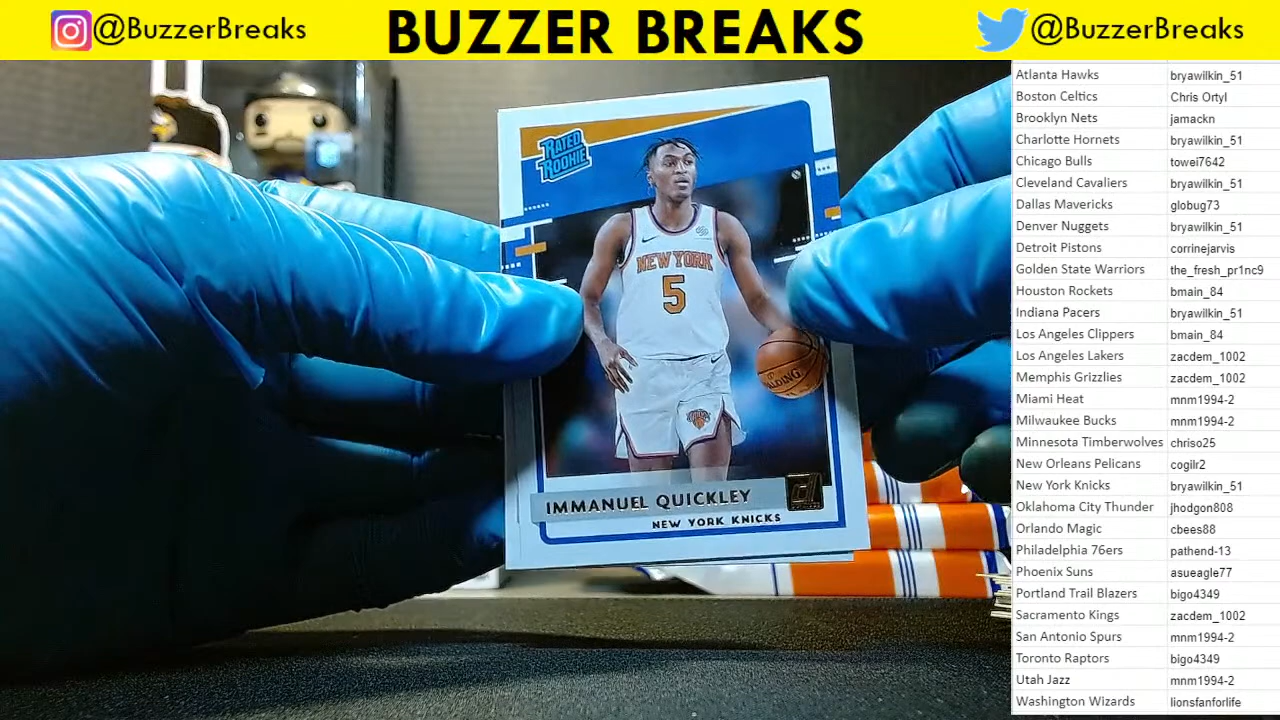 @BuzzerBreaks
BUZZER BREAKS
@BuzzerBreaks
RATED
ROOKIE
NEW YORK
5
SPALDING
IMMANUEL QUICKLEY
NEW YORK KNICKS
Atlanta Hawks bryawilkin_51
Boston Celtics Chris Ortyl
Brooklyn Nets jamackn
Charlotte Hornets bryawilkin_51
Chicago Bulls towei7642
Cleveland Cavaliers bryawilkin_51
Dallas Mavericks globug73
Denver Nuggets bryawilkin_51
Detroit Pistons corrinejarvis
Golden State Warriors the_fresh_pr1nc9
Houston Rockets bmain_84
Indiana Pacers bryawilkin_51
Los Angeles Clippers bmain_84
Los Angeles Lakers zacdem_1002
Memphis Grizzlies zacdem_1002
Miami Heat mnm1994-2
Milwaukee Bucks mnm1994-2
Minnesota Timberwolves chriso25
New Orleans Pelicans cogilr2
New York Knicks bryawilkin_51
Oklahoma City Thunder jhodgon808
Orlando Magic cbees88
Philadelphia 76ers pathend-13
Phoenix Suns asueagle77
Portland Trail Blazers bigo4349
Sacramento Kings zacdem_1002
San Antonio Spurs mnm1994-2
Toronto Raptors bigo4349
Utah Jazz mnm1994-2
Washington Wizards lionsfanforlife